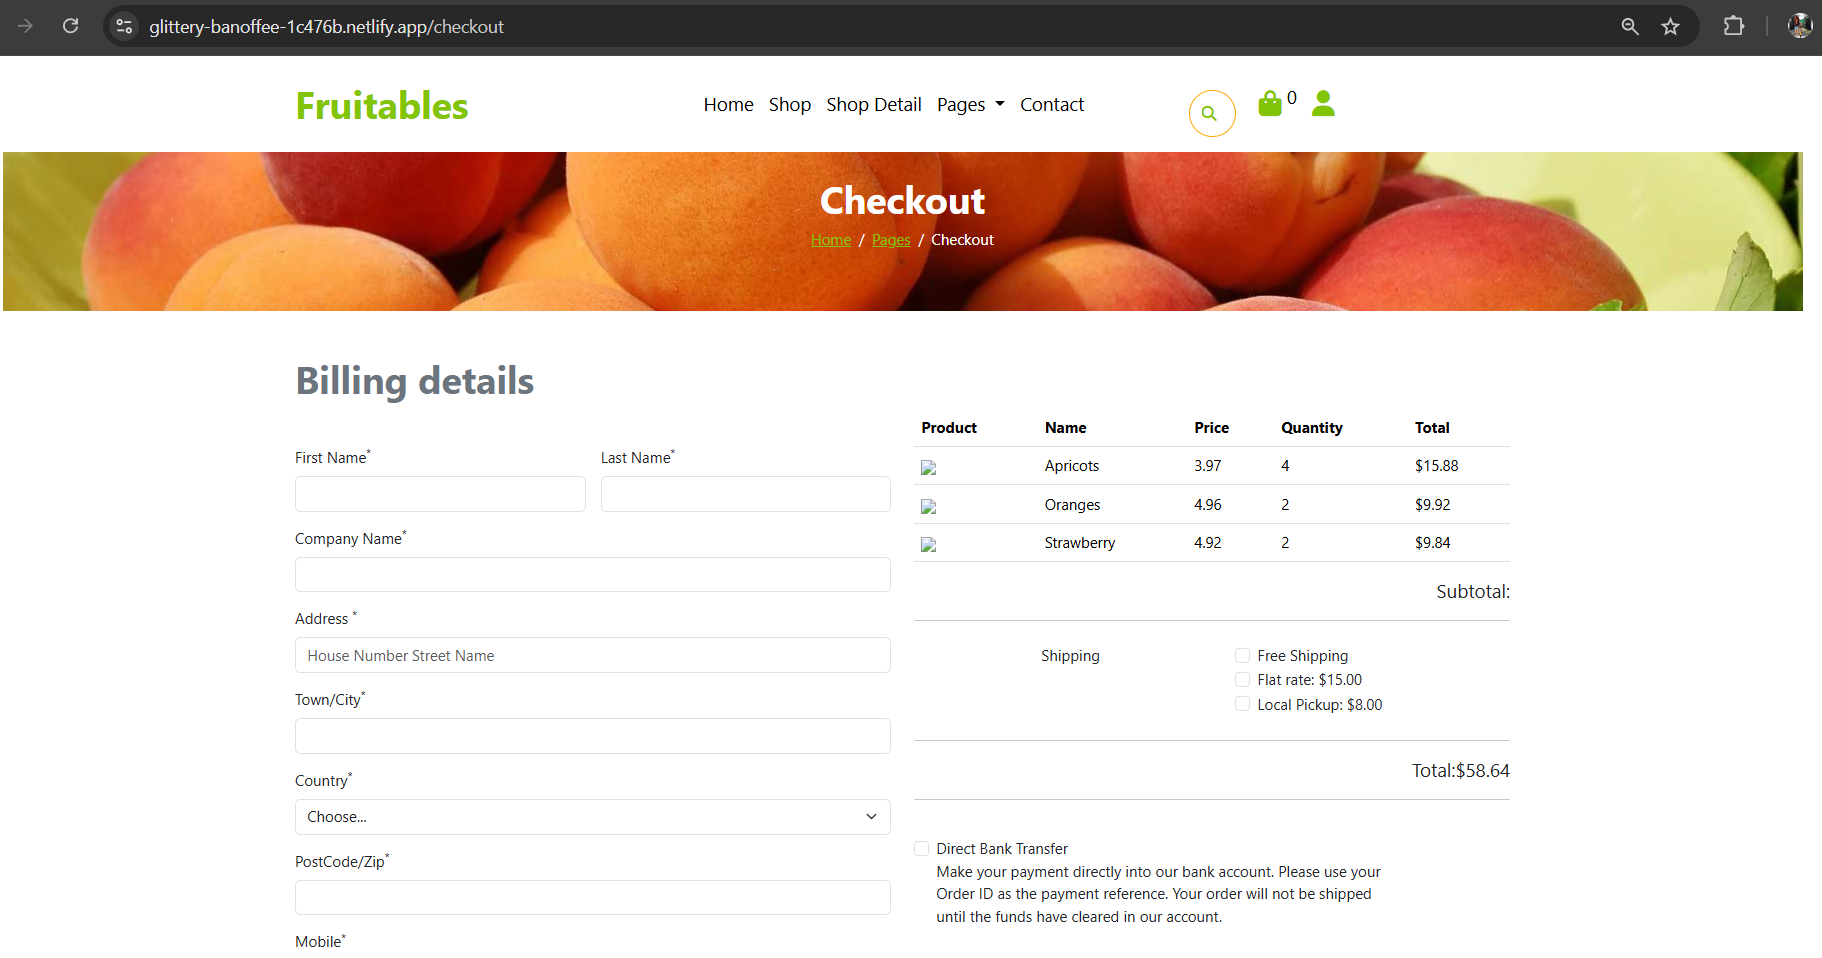 glittery-banoffee-1c476b.netlify.app/checkout
Fruitables
Home Shop Shop Detail Pages Contact
0
Checkout
Home / Pages / Checkout
Billing details
First Name* Last Name*
Company Name*
Address *
House Number Street Name
Town/City*
Country*
Choose...
PostCode/Zip*
Mobile*
Product Name Price Quantity Total
Apricots 3.97 4 $15.88
Oranges 4.96 2 $9.92
Strawberry 4.92 2 $9.84
Subtotal:
Shipping
Free Shipping
Flat rate: $15.00
Local Pickup: $8.00
Total:$58.64
Direct Bank Transfer
Make your payment directly into our bank account. Please use your
Order ID as the payment reference. Your order will not be shipped
until the funds have cleared in our account.